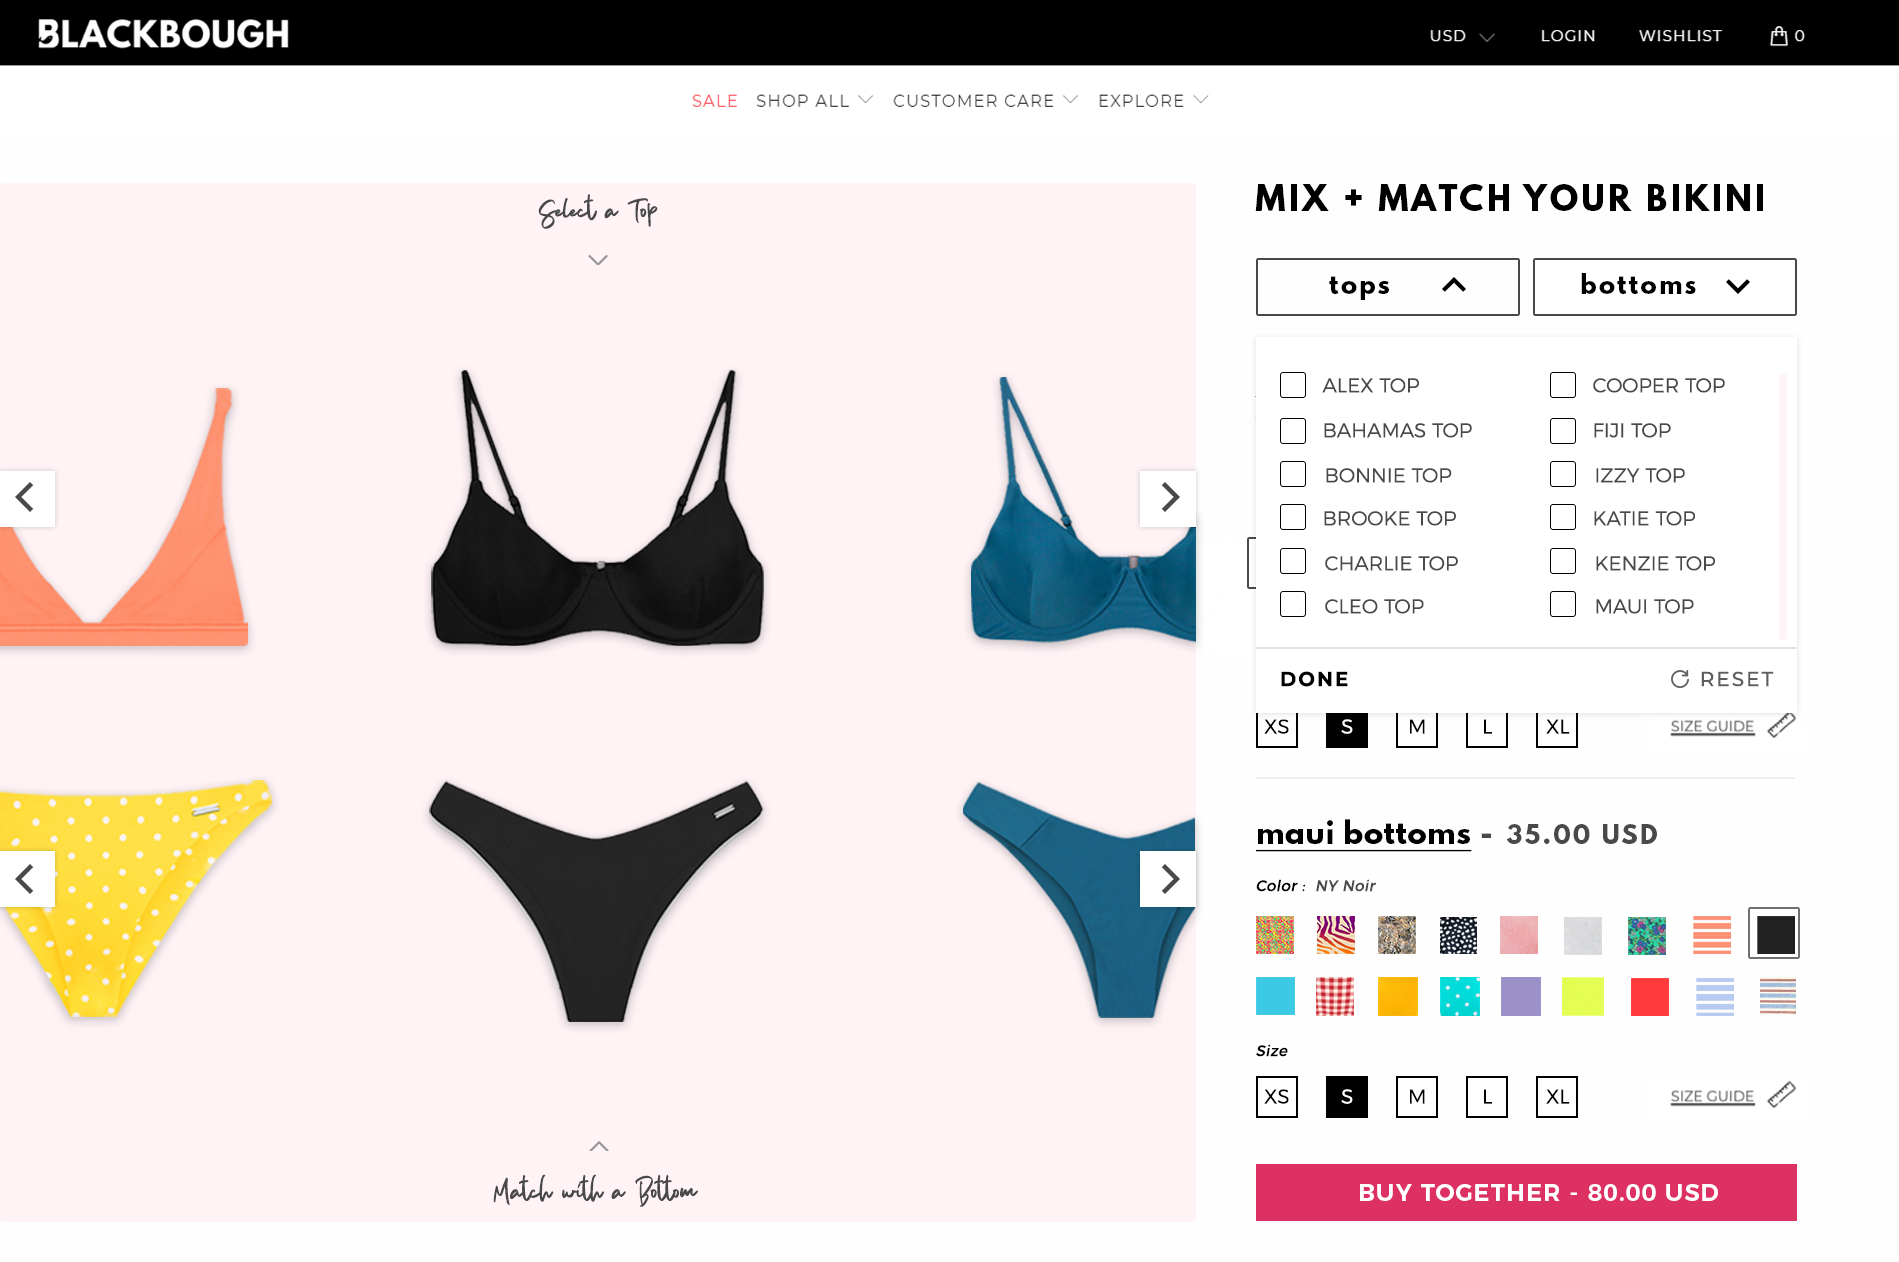 BLACKBOUGH
USD LOGIN WISHLIST 0
SALE SHOP ALL CUSTOMER CARE EXPLORE
Select a Top
Match with a Bottom
MIX + MATCH YOUR BIKINI
tops bottoms
ALEX TOP COOPER TOP
BAHAMAS TOP FIJI TOP
BONNIE TOP IZZY TOP
BROOKE TOP KATIE TOP
CHARLIE TOP KENZIE TOP
CLEO TOP MAUI TOP
DONE RESET
XS S M L XL SIZE GUIDE
maui bottoms - 35.00 USD
Color : NY Noir
Size
XS S M L XL SIZE GUIDE
BUY TOGETHER - 80.00 USD